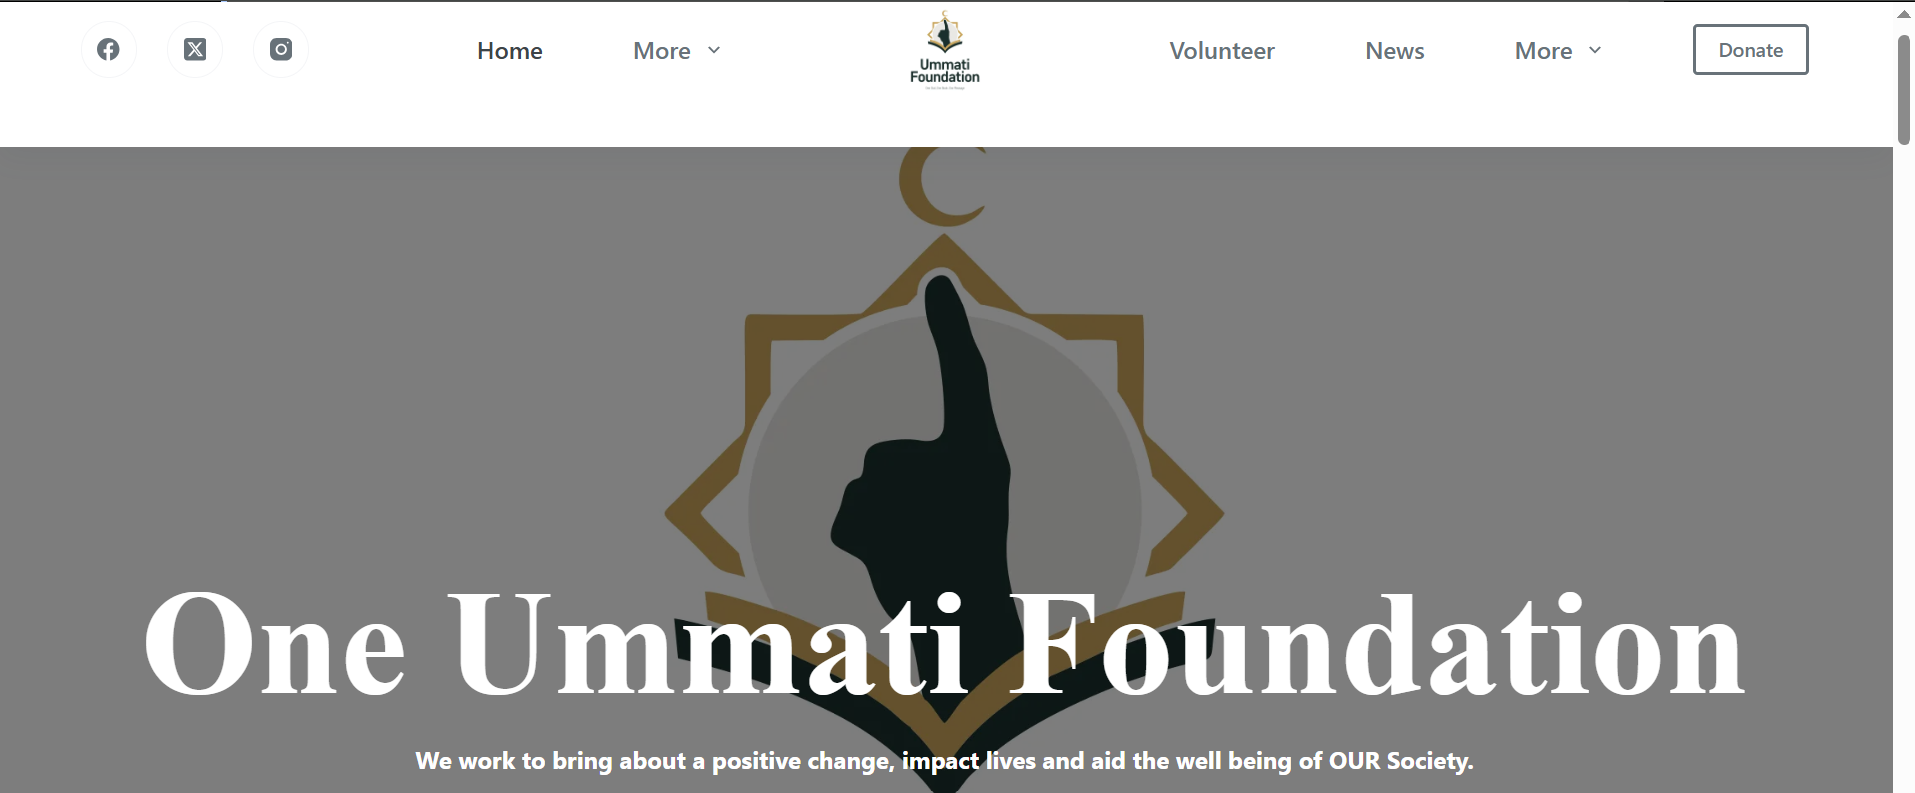 Home
More
Ummati
Foundation
Volunteer
News
More
Donate
One Ummati Foundation
We work to bring about a positive change, impact lives and aid the well being of OUR Society.